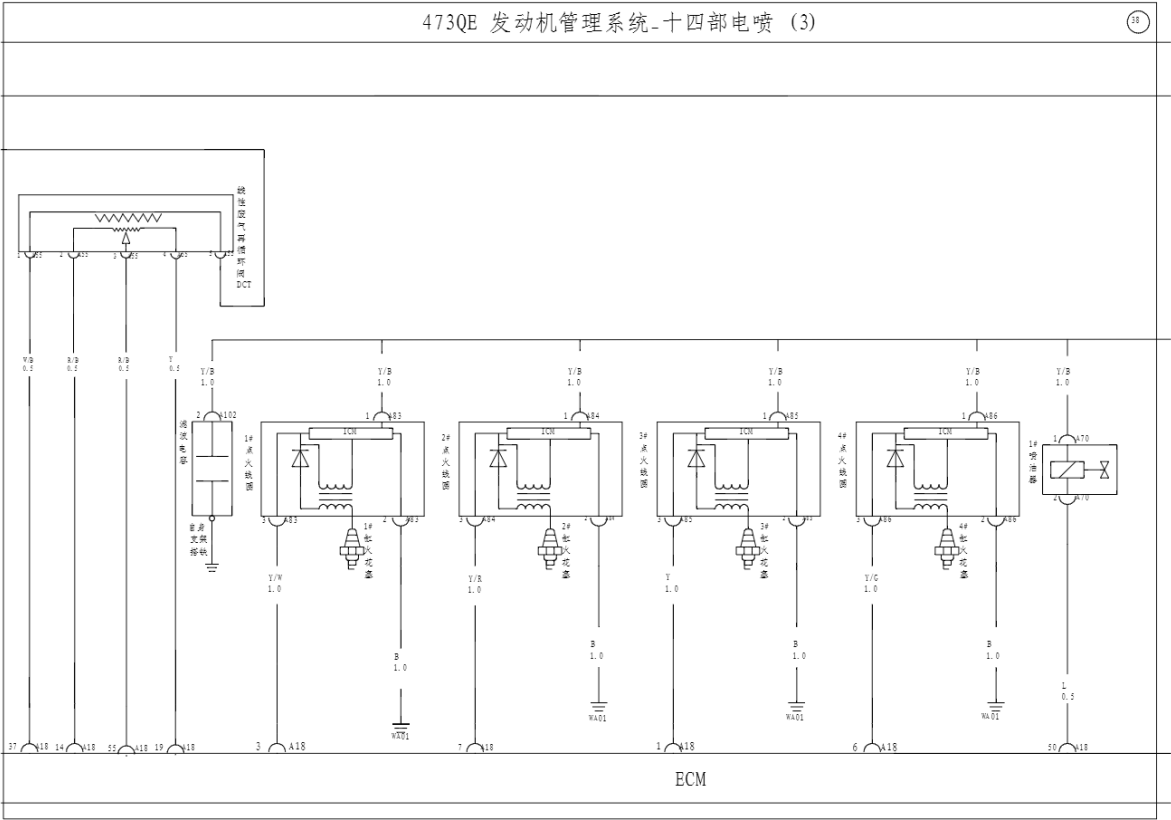 473QE 发动机管理系统-十四部电喷 (3)
38
线性废气再循环阀DCT
1 A55
2 A55
3 A55
4 A55
5 A55
W/B 0.5
R/B 0.5
R/B 0.5
Y 0.5
Y/B 1.0
Y/B 1.0
Y/B 1.0
Y/B 1.0
Y/B 1.0
Y/B 1.0
2 A102
1 A83
1 A84
1 A85
1 A86
1 A70
滤波电容
1#点火线圈
ICM
2#点火线圈
ICM
3#点火线圈
ICM
4#点火线圈
ICM
1#喷油器
2 A70
自身支架搭铁
3 A83
2 A83
3 A84
2 A84
3 A85
2 A85
3 A86
2 A86
1#缸火花塞
2#缸火花塞
3#缸火花塞
4#缸火花塞
Y/W 1.0
Y/R 1.0
Y 1.0
Y/G 1.0
B 1.0
B 1.0
B 1.0
B 1.0
L 0.5
WA01
WA01
WA01
WA01
37 A18
14 A18
55 A18
19 A18
3 A18
7 A18
1 A18
6 A18
50 A18
ECM